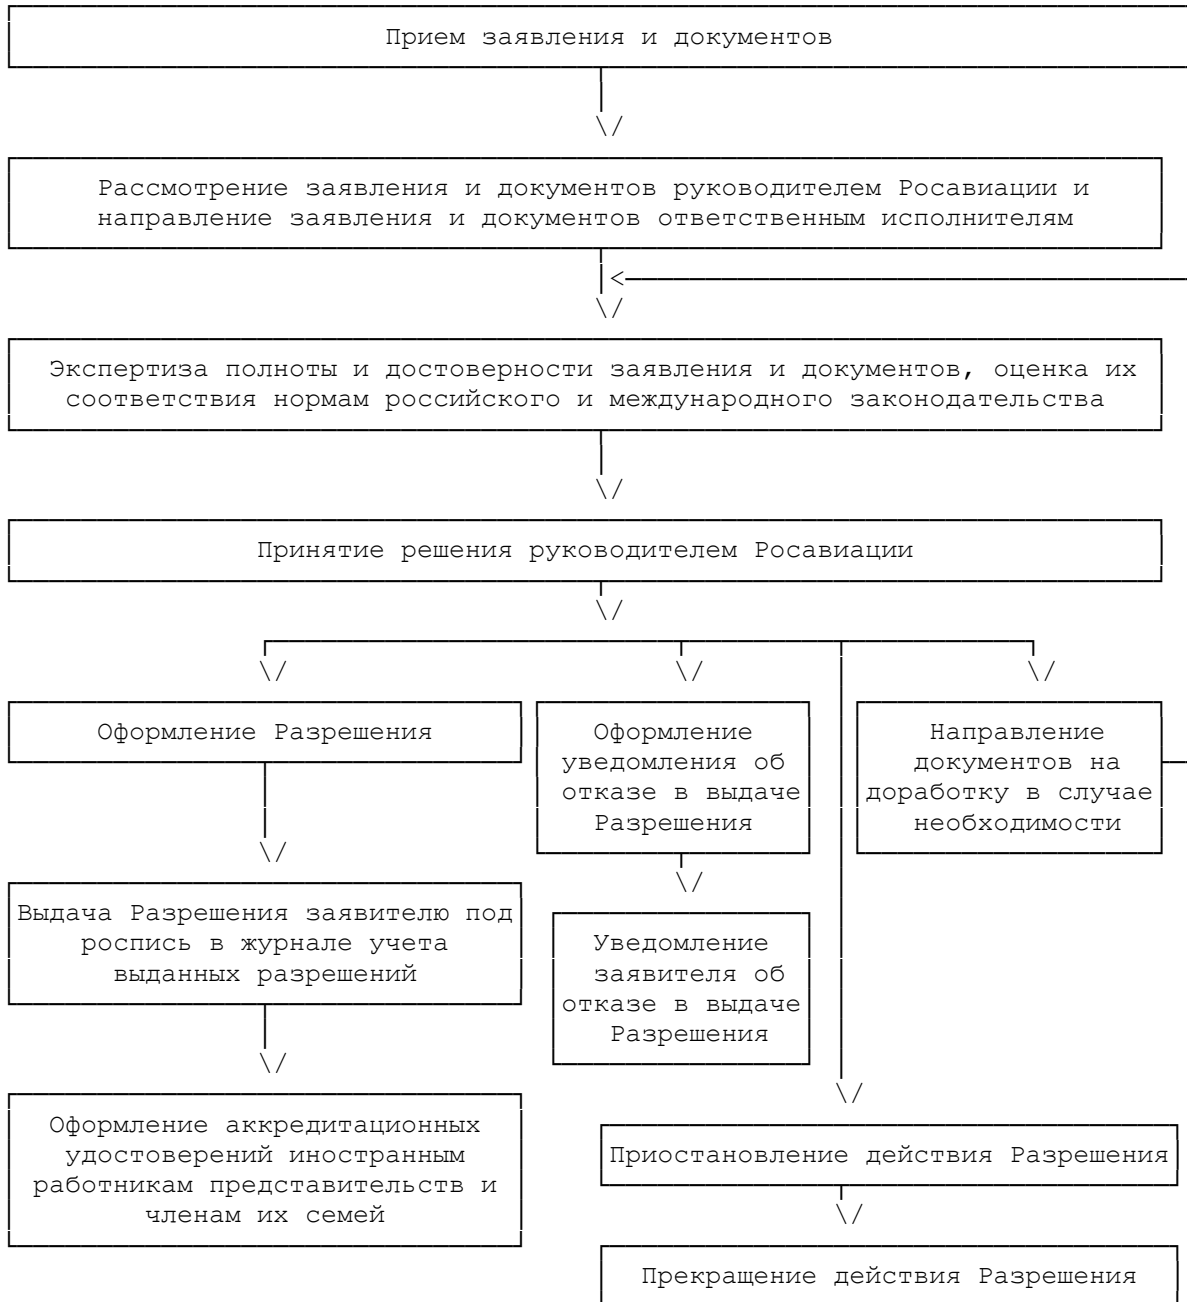 Прием заявления и документов
Рассмотрение заявления и документов руководителем Росавиации и
направление заявления и документов ответственным исполнителям
Экспертиза полноты и достоверности заявления и документов, оценка их
соответствия нормам российского и международного законодательства
Принятие решения руководителем Росавиации
Оформление Разрешения
Оформление
уведомления об
отказе в выдаче
Разрешения
Направление
документов на
доработку в случае
необходимости
Выдача Разрешения заявителю под
роспись в журнале учета
выданных разрешений
Уведомление
заявителя об
отказе в выдаче
Разрешения
Оформление аккредитационных
удостоверений иностранным
работникам представительств и
членам их семей
Приостановление действия Разрешения
Прекращение действия Разрешения